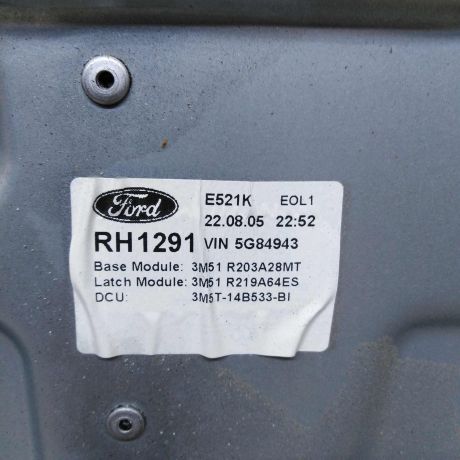 Ford E521K EOL1
22.08.05 22:52
RH1291 VIN 5G84943
Base Module: 3M51 R203A28MT
Latch Module: 3M51 R219A64ES
DCU: 3M5T-14B533-BI